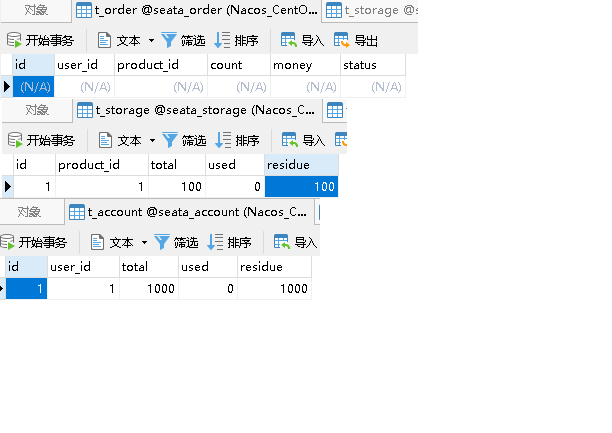 对象 t_order @seata_order (Nacos_CentO... t_storage @s
开始事务 文本 筛选 排序 导入 导出
id user_id product_id count money status
(N/A) (N/A) (N/A) (N/A) (N/A) (N/A)
对象 t_storage @seata_storage (Nacos_C...
开始事务 文本 筛选 排序 导入
id product_id total used residue
1 1 100 0 100
对象 t_account @seata_account (Nacos_C...
开始事务 文本 筛选 排序 导入
id user_id total used residue
1 1 1000 0 1000